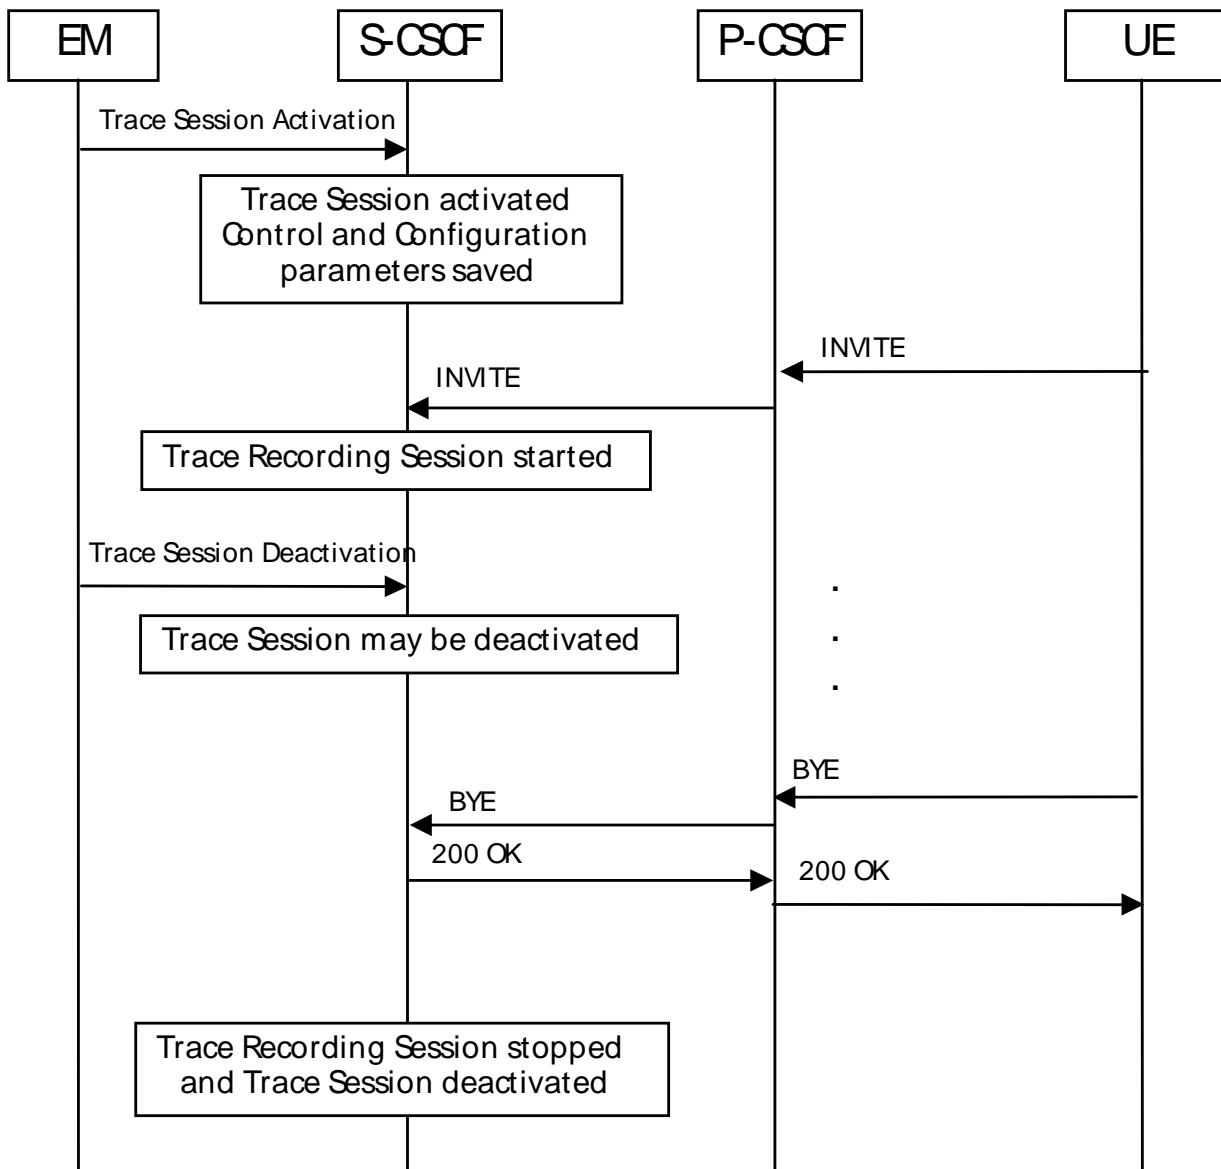 EM
S-CSCF
P-CSCF
UE
Trace Session Activation
Trace Session activated
Control and Configuration
parameters saved
INVITE
INVITE
Trace Recording Session started
Trace Session Deactivation
.
Trace Session may be deactivated
.
.
BYE
BYE
200 OK
200 OK
Trace Recording Session stopped
and Trace Session deactivated